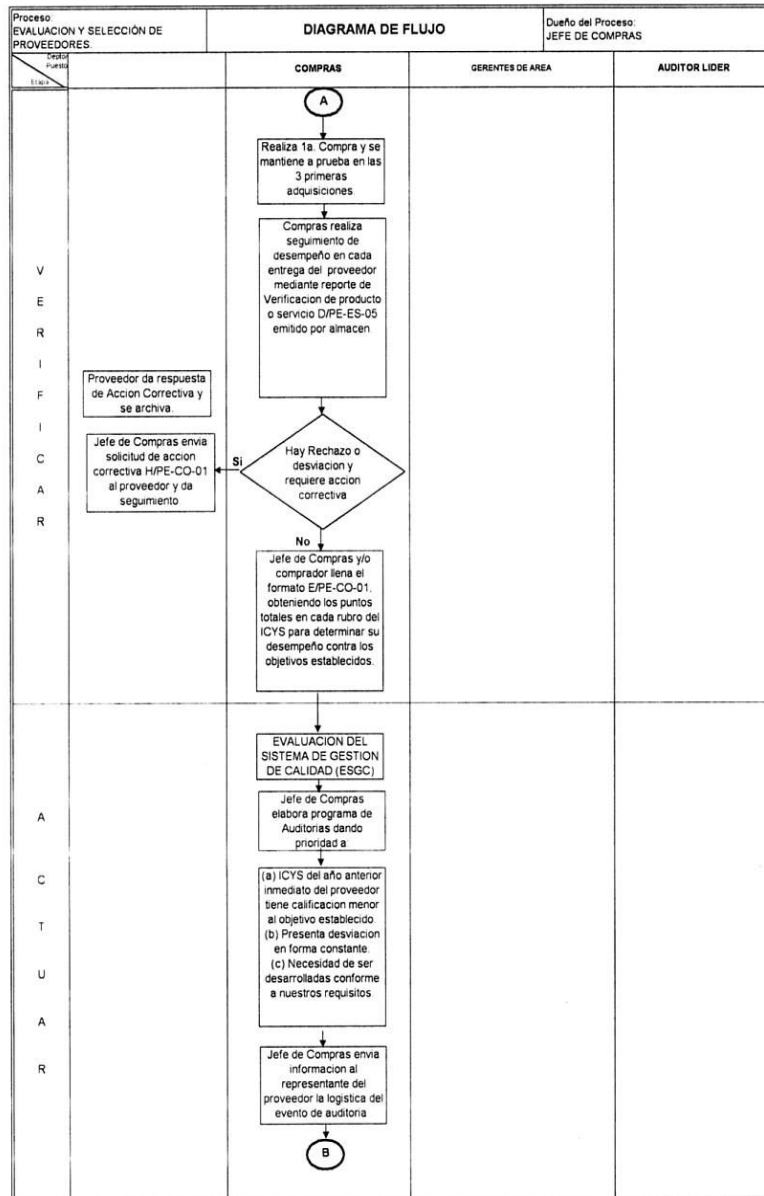 Proceso:
EVALUACION Y SELECCIÓN DE
PROVEEDORES.
DIAGRAMA DE FLUJO
Dueño del Proceso:
JEFE DE COMPRAS
Depto/
Puesto
Etapa
COMPRAS
GERENTES DE AREA
AUDITOR LIDER
A
Realiza 1a. Compra y se
mantiene a prueba en las
3 primeras
adquisiciones
Compras realiza
seguimiento de
desempeño en cada
entrega del proveedor
mediante reporte de
Verificacion de producto
o servicio D/PE-ES-05
emitido por almacen
V
E
R
I
F
I
C
A
R
Proveedor da respuesta
de Accion Correctiva y
se archiva.
Jefe de Compras envia
solicitud de accion
correctiva H/PE-CO-01
al proveedor y da
seguimiento
Si
Hay Rechazo o
desviacion y
requiere accion
correctiva
No
Jefe de Compras y/o
comprador llena el
formato E/PE-CO-01.
obteniendo los puntos
totales en cada rubro del
ICYS para determinar su
desempeño contra los
objetivos establecidos.
EVALUACION DEL
SISTEMA DE GESTION
DE CALIDAD (ESGC)
Jefe de Compras
elabora programa de
Auditorias dando
prioridad a
A
C
T
U
A
R
(a) ICYS del año anterior
inmediato del proveedor
tiene calificacion menor
al objetivo establecido
(b) Presenta desviacion
en forma constante.
(c) Necesidad de ser
desarrolladas conforme
a nuestros requisitos
Jefe de Compras envia
informacion al
representante del
proveedor la logistica del
evento de auditoria
B